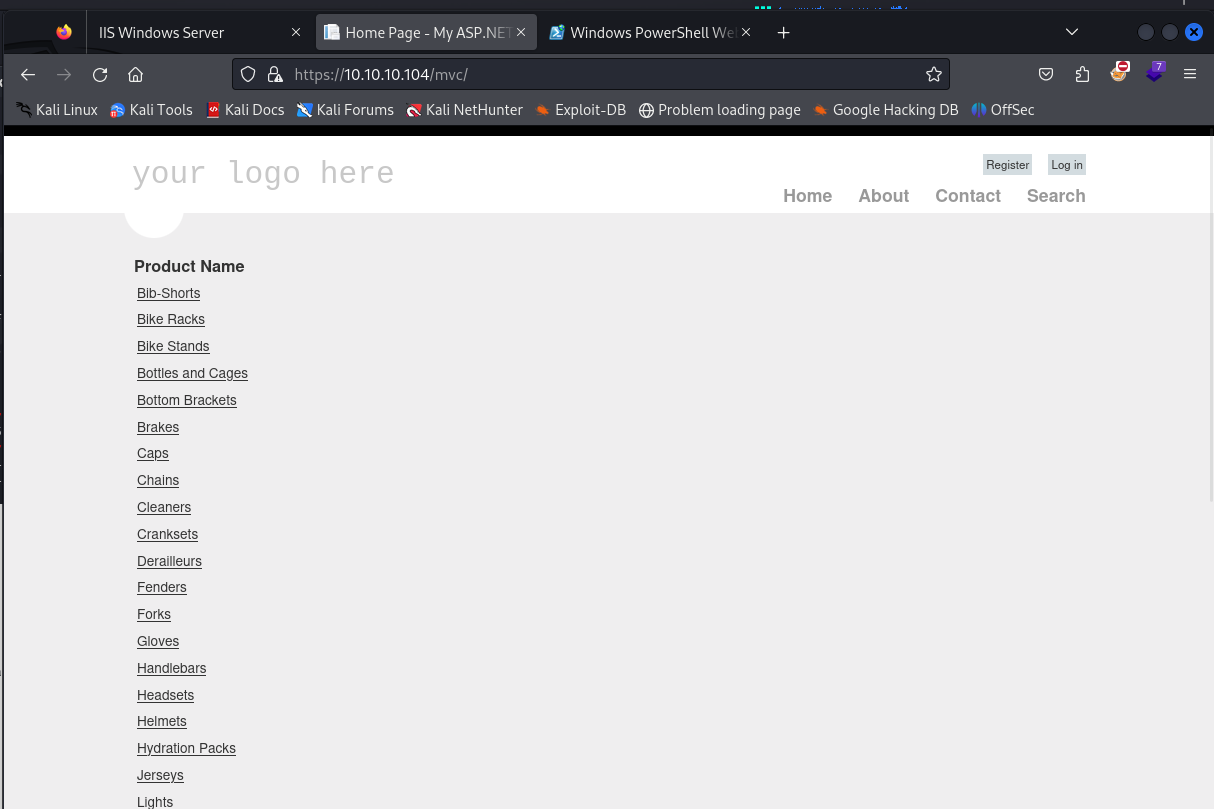 IIS Windows Server
Home Page - My ASP.NET
Windows PowerShell We
https://10.10.10.104/mvc/
7
Kali Linux Kali Tools Kali Docs Kali Forums Kali NetHunter Exploit-DB Problem loading page Google Hacking DB OffSec
your logo here
Register Log in
Home About Contact Search
Product Name
Bib-Shorts
Bike Racks
Bike Stands
Bottles and Cages
Bottom Brackets
Brakes
Caps
Chains
Cleaners
Cranksets
Derailleurs
Fenders
Forks
Gloves
Handlebars
Headsets
Helmets
Hydration Packs
Jerseys
Lights